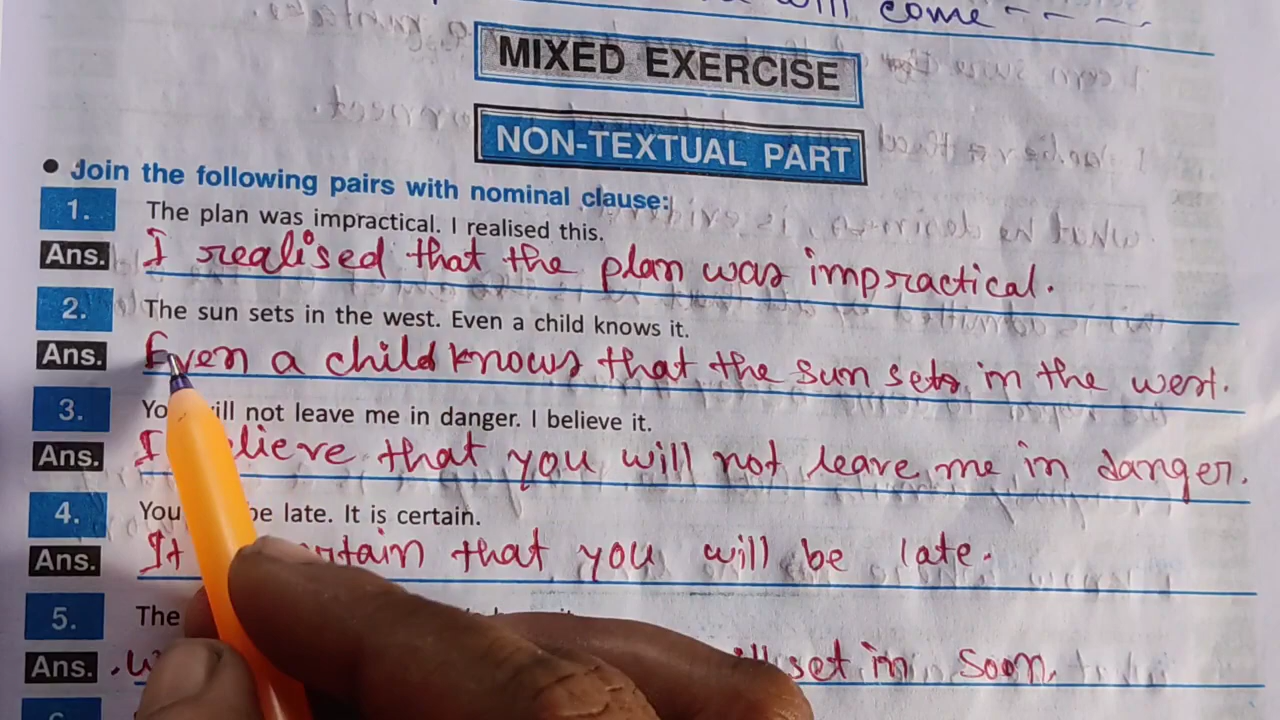 will come ----
MIXED EXERCISE
NON-TEXTUAL PART
• Join the following pairs with nominal clause:
1. The plan was impractical. I realised this.
Ans. I realised that the plan was impractical.
2. The sun sets in the west. Even a child knows it.
Ans. Even a child knows that the sun sets in the west.
3. will not leave me in danger. I believe it.
Ans. I that you will not leave me in danger.
4. You be late. It is certain.
Ans. It that you will be late.
5. The
Ans. set in soon.